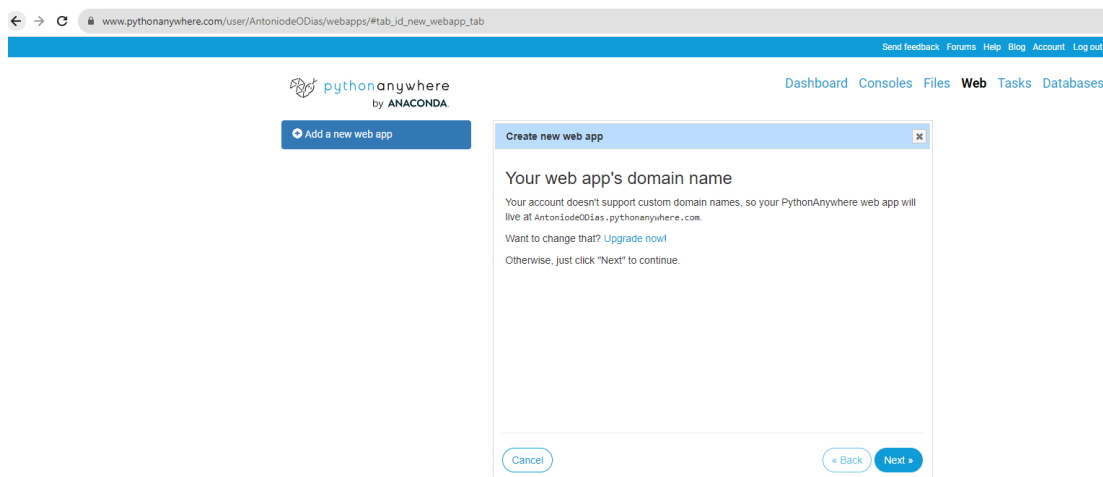 www.pythonanywhere.com/user/AntoniodeODias/webapps/#tab_id_new_webapp_tab
Send feedback Forums Help Blog Account Log out
pythonanywhere
by ANACONDA.
Dashboard Consoles Files Web Tasks Databases
Add a new web app
Create new web app
Your web app's domain name
Your account doesn't support custom domain names, so your PythonAnywhere web app will
live at AntoniodeODias.pythonanywhere.com.
Want to change that? Upgrade now!
Otherwise, just click "Next" to continue.
Cancel
« Back
Next »